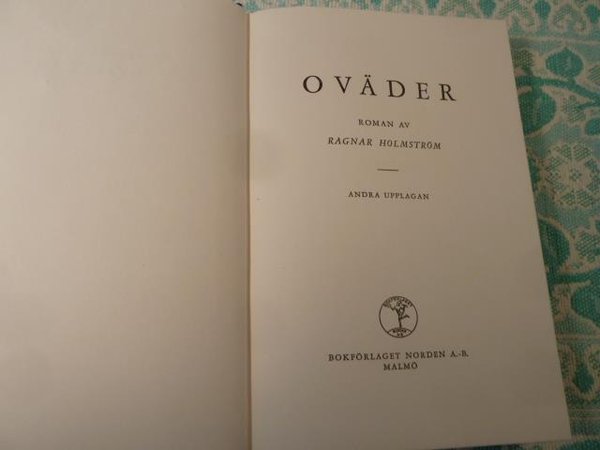 OVÄDER
ROMAN AV
RAGNAR HOLMSTRÖM
ANDRA UPPLAGAN
BOKFÖRLAGET NORDEN A.-B.
MALMÖ